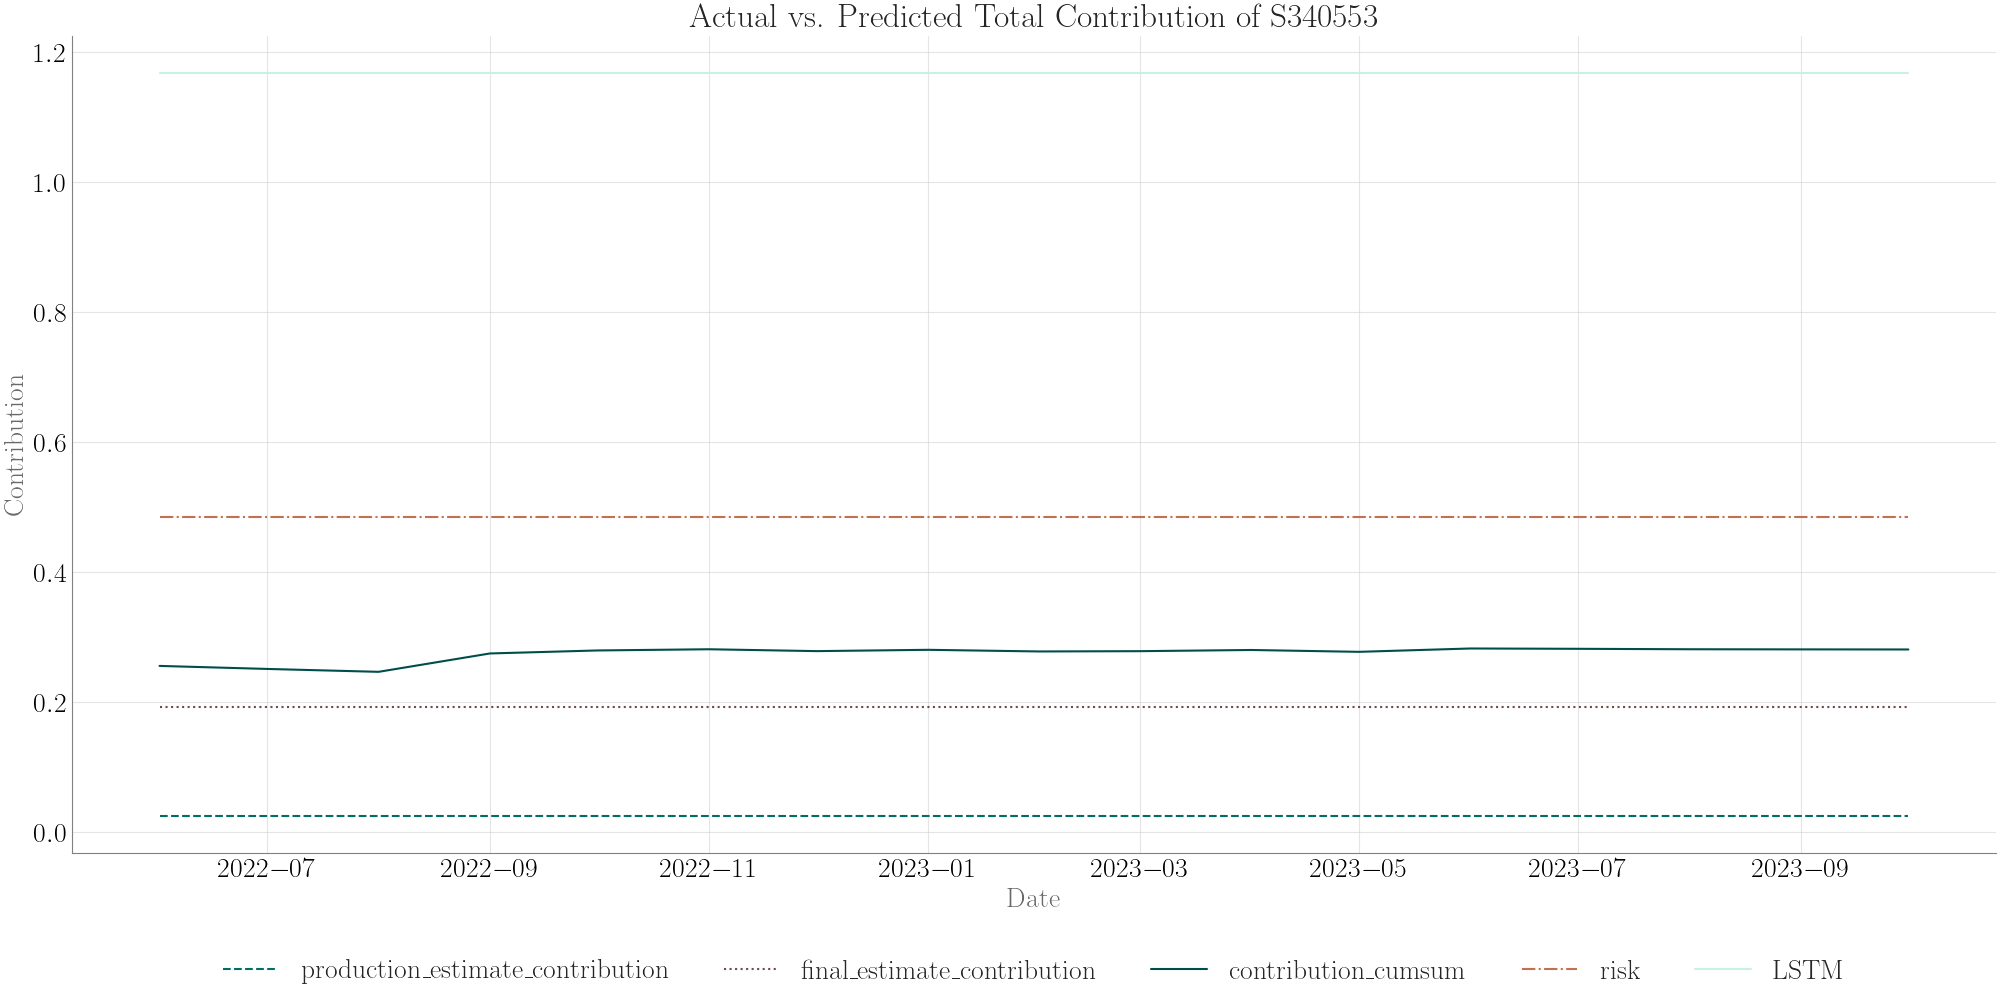 Actual vs. Predicted Total Contribution of S340553
1.2
1.0
0.8
0.6
0.4
0.2
0.0
Contribution
2022−07 2022−09 2022−11 2023−01 2023−03 2023−05 2023−07 2023−09
Date
production_estimate_contribution final_estimate_contribution contribution_cumsum risk LSTM